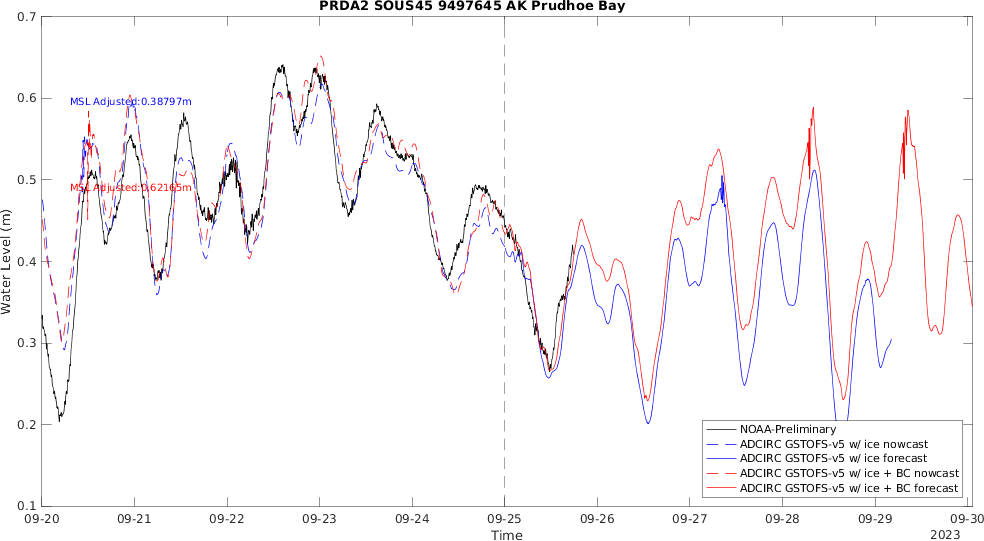 PRDA2 SOUS45 9497645 AK Prudhoe Bay
0.7
0.6
0.5
0.4
0.3
0.2
0.1
Water Level (m)
MSL Adjusted:0.38797m
MSL Adjusted:0.62165m
NOAA-Preliminary
ADCIRC GSTOFS-v5 w/ ice nowcast
ADCIRC GSTOFS-v5 w/ ice forecast
ADCIRC GSTOFS-v5 w/ ice + BC nowcast
ADCIRC GSTOFS-v5 w/ ice + BC forecast
09-20 09-21 09-22 09-23 09-24 09-25 09-26 09-27 09-28 09-29 09-30
Time
2023